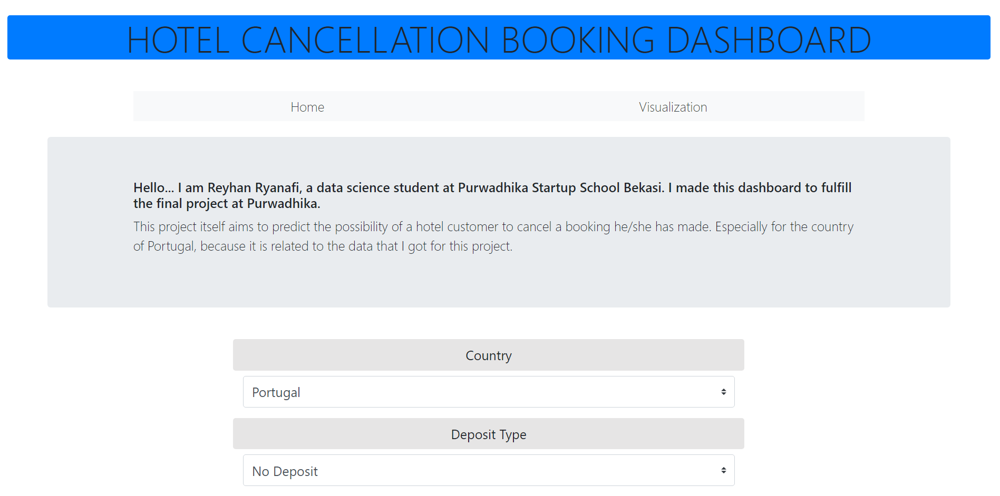 HOTEL CANCELLATION BOOKING DASHBOARD
Home
Visualization
Hello... I am Reyhan Ryanafi, a data science student at Purwadhika Startup School Bekasi. I made this dashboard to fulfill
the final project at Purwadhika.
This project itself aims to predict the possibility of a hotel customer to cancel a booking he/she has made. Especially for the country
of Portugal, because it is related to the data that I got for this project.
Country
Portugal
Deposit Type
No Deposit